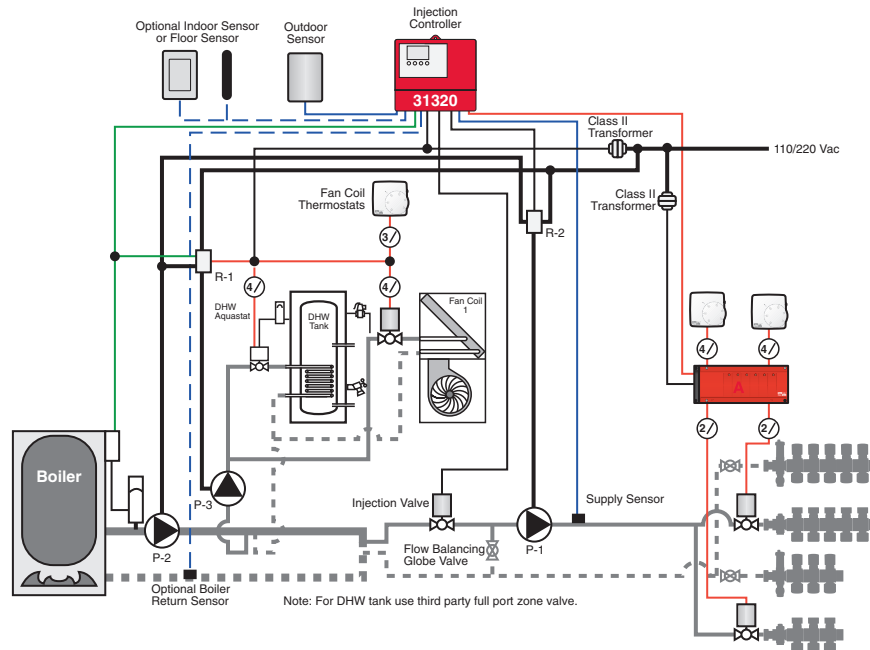 Optional Indoor Sensor
or Floor Sensor
Outdoor
Sensor
Injection
Controller
31320
Class II
Transformer
110/220 Vac
Class II
Transformer
Fan Coil
Thermostats
3/
R-2
R-1
4/
4/
DHW
Aquastat
DHW
Tank
Fan Coil
1
4/
4/
A
2/
2/
Boiler
P-3
P-2
Injection Valve
Supply Sensor
P-1
Flow Balancing
Globe Valve
Optional Boiler
Return Sensor
Note: For DHW tank use third party full port zone valve.